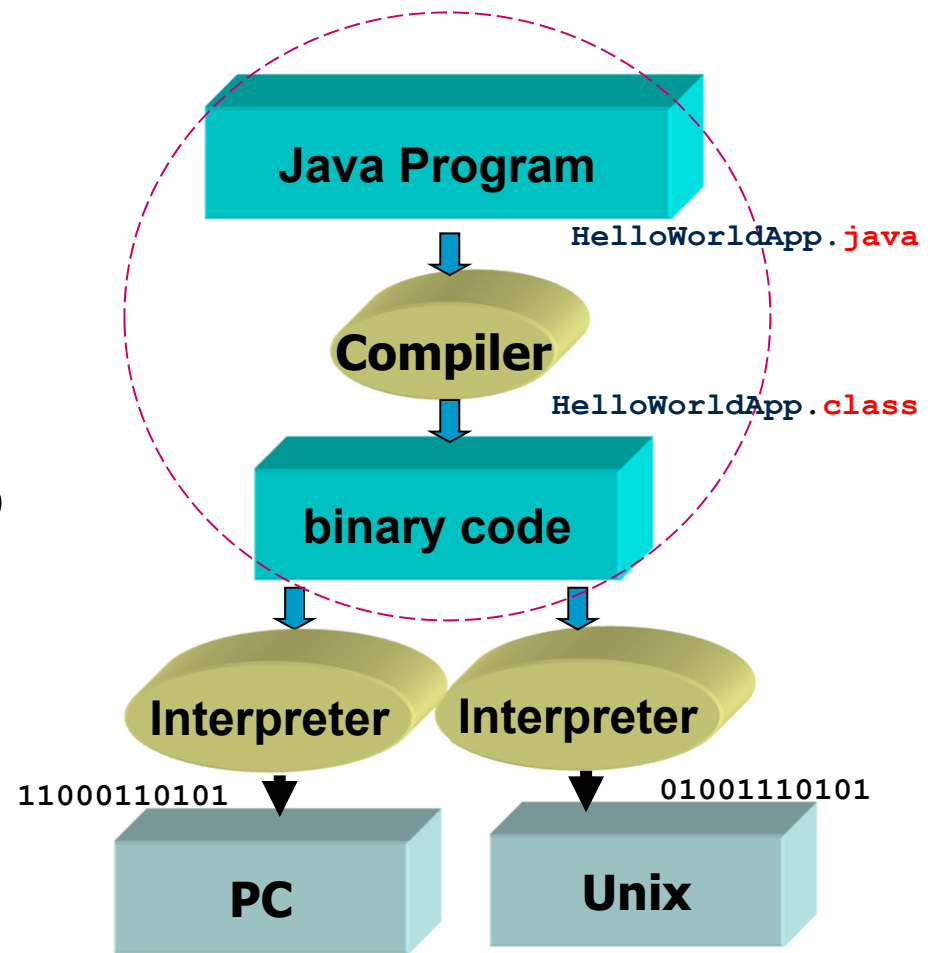 Java Program
HelloWorldApp.java
Compiler
HelloWorldApp.class
)
binary code
Interpreter
Interpreter
11000110101
01001110101
PC
Unix